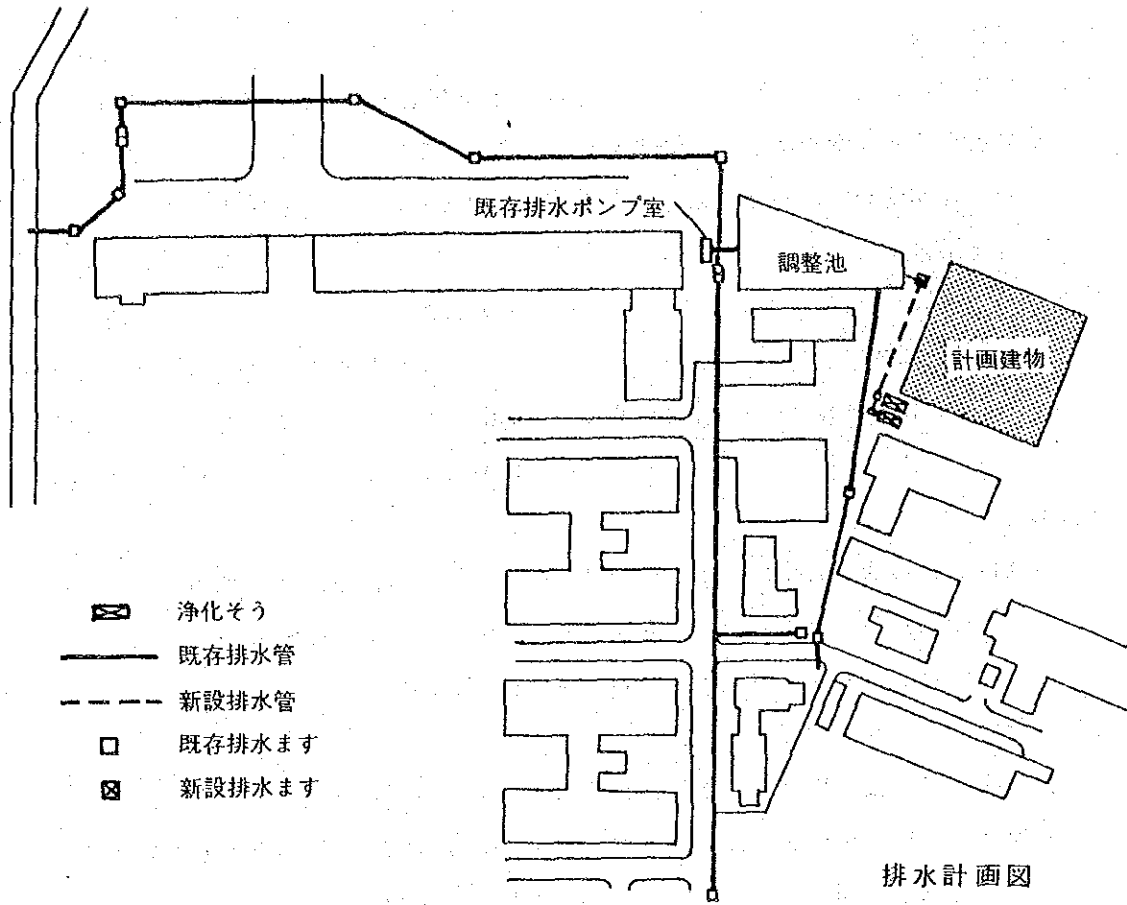 既存排水ポンプ室
調整池
計画建物
浄化そう
既存排水管
新設排水管
既存排水ます
新設排水ます
排水計画図